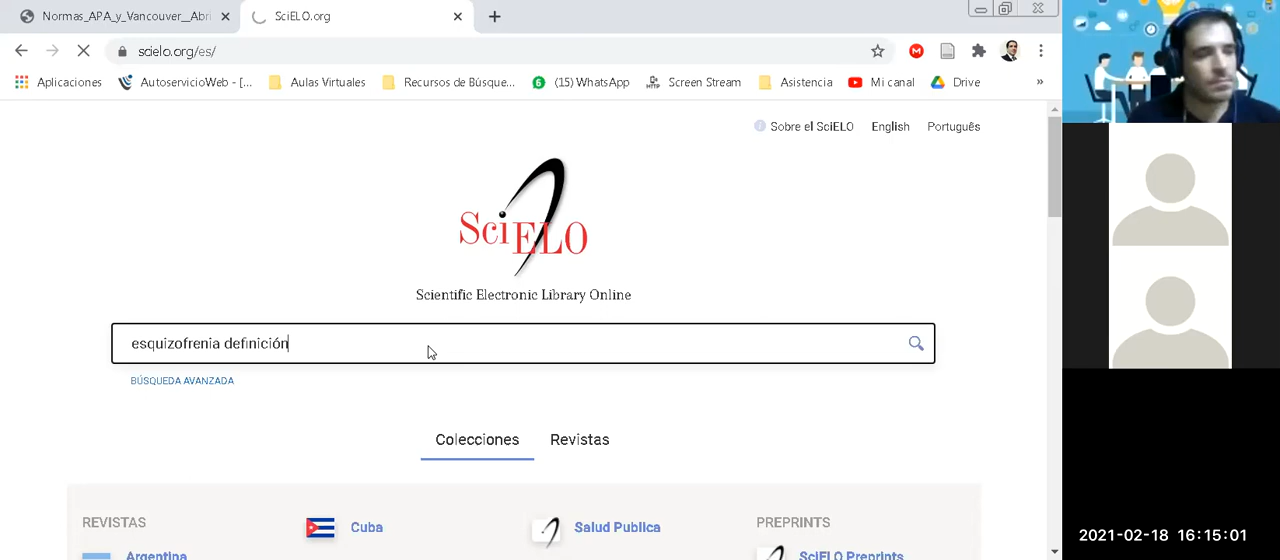 Normas_APA_y_Vancouver__Abri
SciELO.org
scielo.org/es/
Aplicaciones
AutoservicioWeb - [...
Aulas Virtuales
Recursos de Búsque...
(15) WhatsApp
Screen Stream
Asistencia
Mi canal
Drive
»
Sobre el SciELO English Português
SciELO
Scientific Electronic Library Online
esquizofrenia definición
BÚSQUEDA AVANZADA
Colecciones Revistas
REVISTAS
Cuba
Salud Publica
PREPRINTS
Argentina
SciELO Preprints
2021-02-18 16:15:01